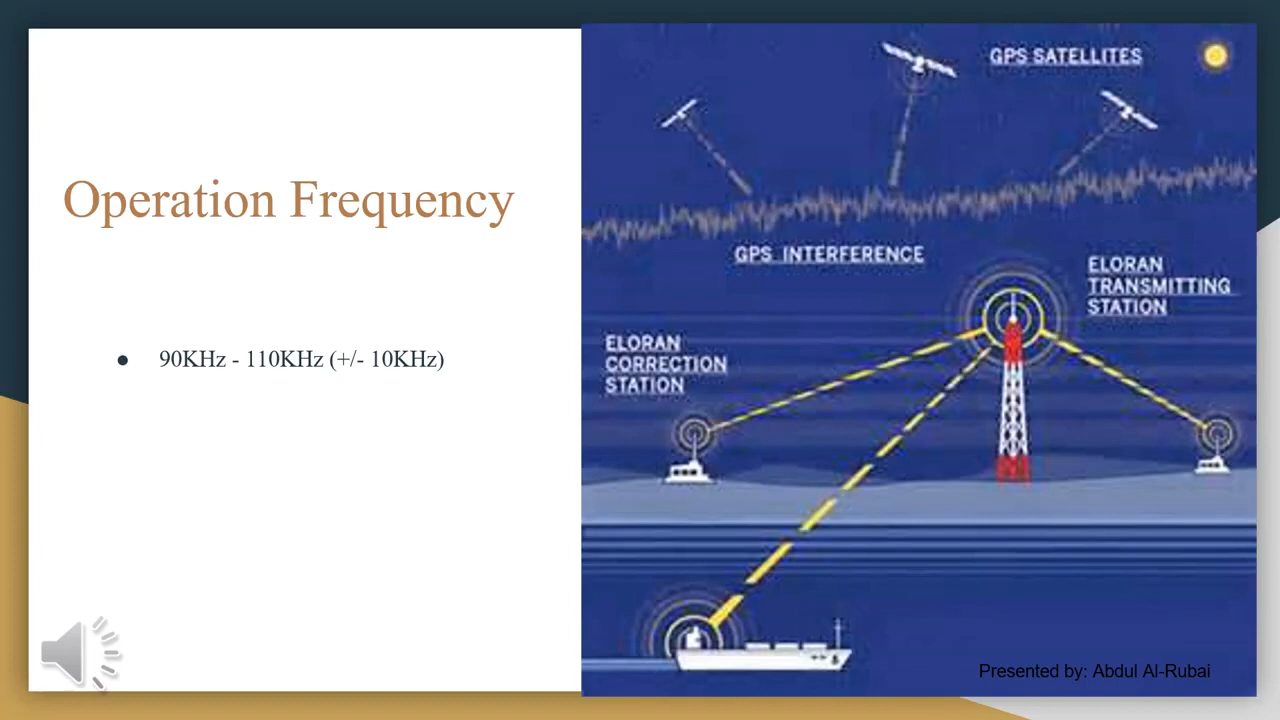 Operation Frequency
● 90KHz - 110KHz (+/- 10KHz)
GPS SATELLITES
GPS INTERFERENCE
ELORAN
TRANSMITTING
STATION
ELORAN
CORRECTION
STATION
Presented by: Abdul Al-Rubai